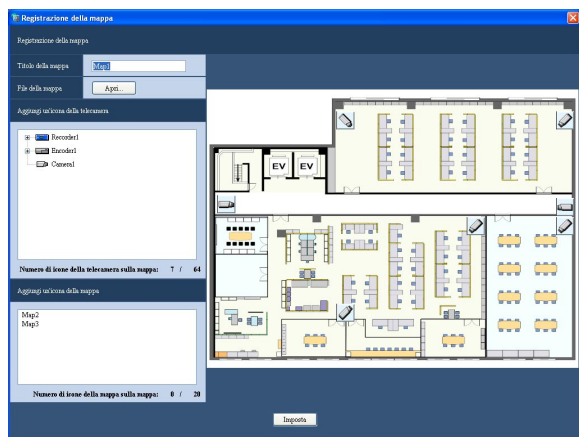 Registrazione della mappa
Registrazione della mappa
Titolo della mappa Map1
File della mappa Apri...
Aggiungi un'icona della telecamera
Recorder1
Encoder1
Camera1
Numero di icone della telecamera sulla mappa: 7 / 64
Aggiungi un'icona della mappa
Map2
Map3
Numero di icone della mappa sulla mappa: 0 / 20
EV EV
Imposta